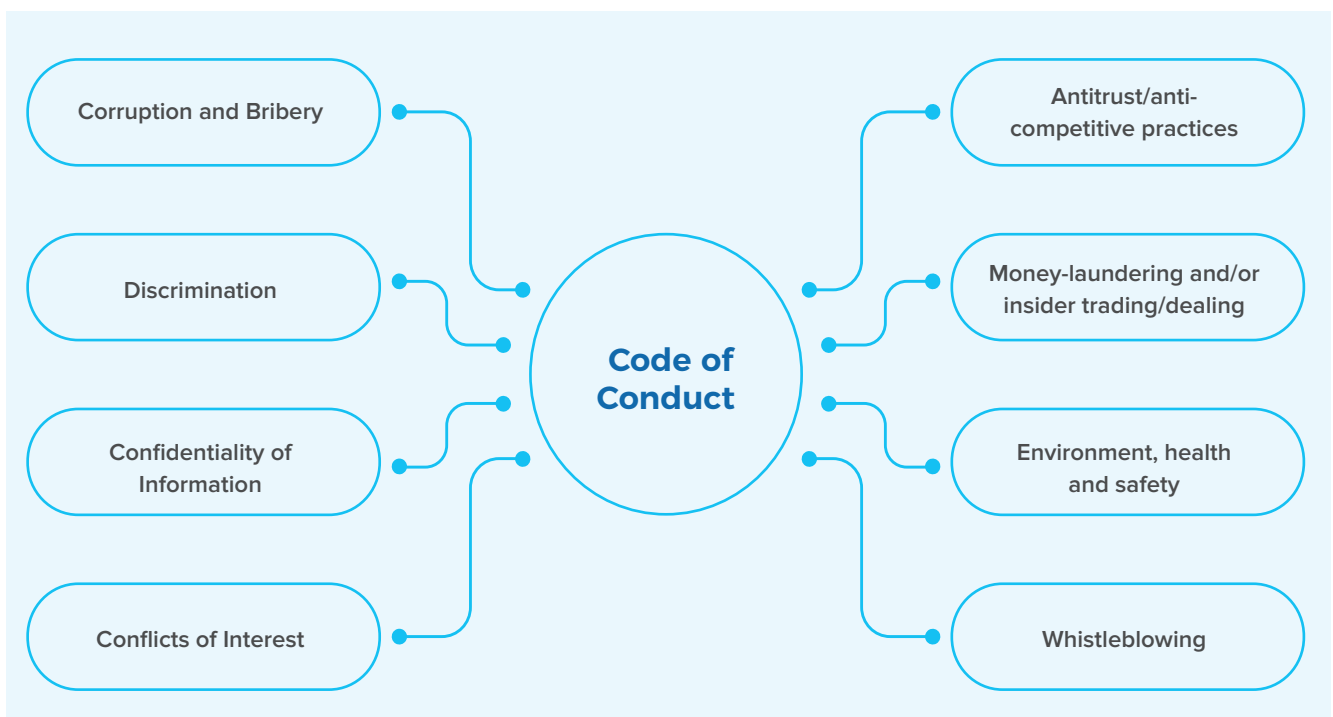 Corruption and Bribery
Discrimination
Confidentiality of
Information
Conflicts of Interest
Code of
Conduct
Antitrust/anti-
competitive practices
Money-laundering and/or
insider trading/dealing
Environment, health
and safety
Whistleblowing